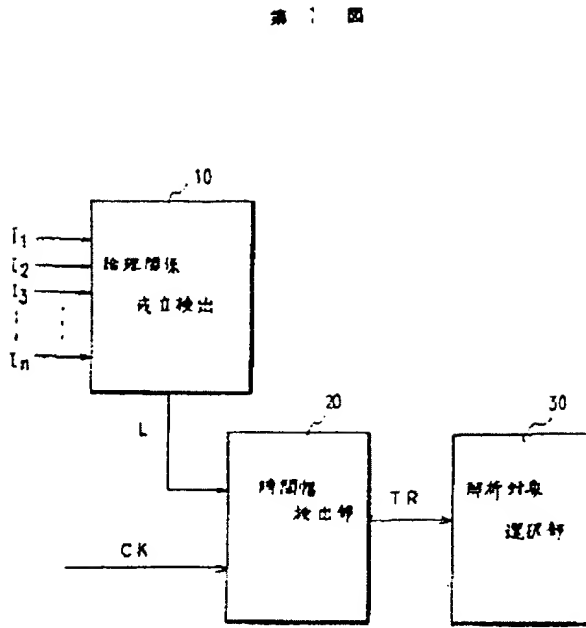 第 1 図
10
I1
I2
I3
In
論理関係
成立検出
L
20
時間幅
検出部
CK
TR
30
解析対象
選択部